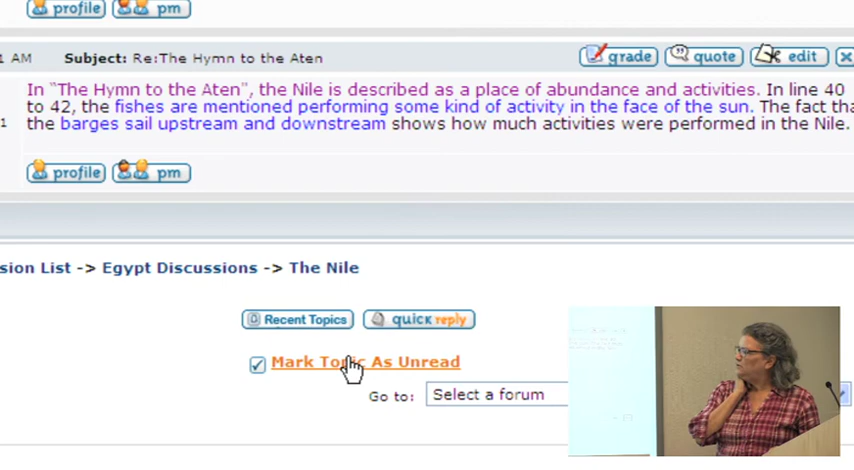 profile pm
1 AM Subject: Re:The Hymn to the Aten grade quote edit
In "The Hymn to the Aten", the Nile is described as a place of abundance and activities. In line 40
to 42, the fishes are mentioned performing some kind of activity in the face of the sun. The fact tha
1 the barges sail upstream and downstream shows how much activities were performed in the Nile.
profile pm
sion List -> Egypt Discussions -> The Nile
Recent Topics quick reply
Mark Topic As Unread
Go to: Select a forum